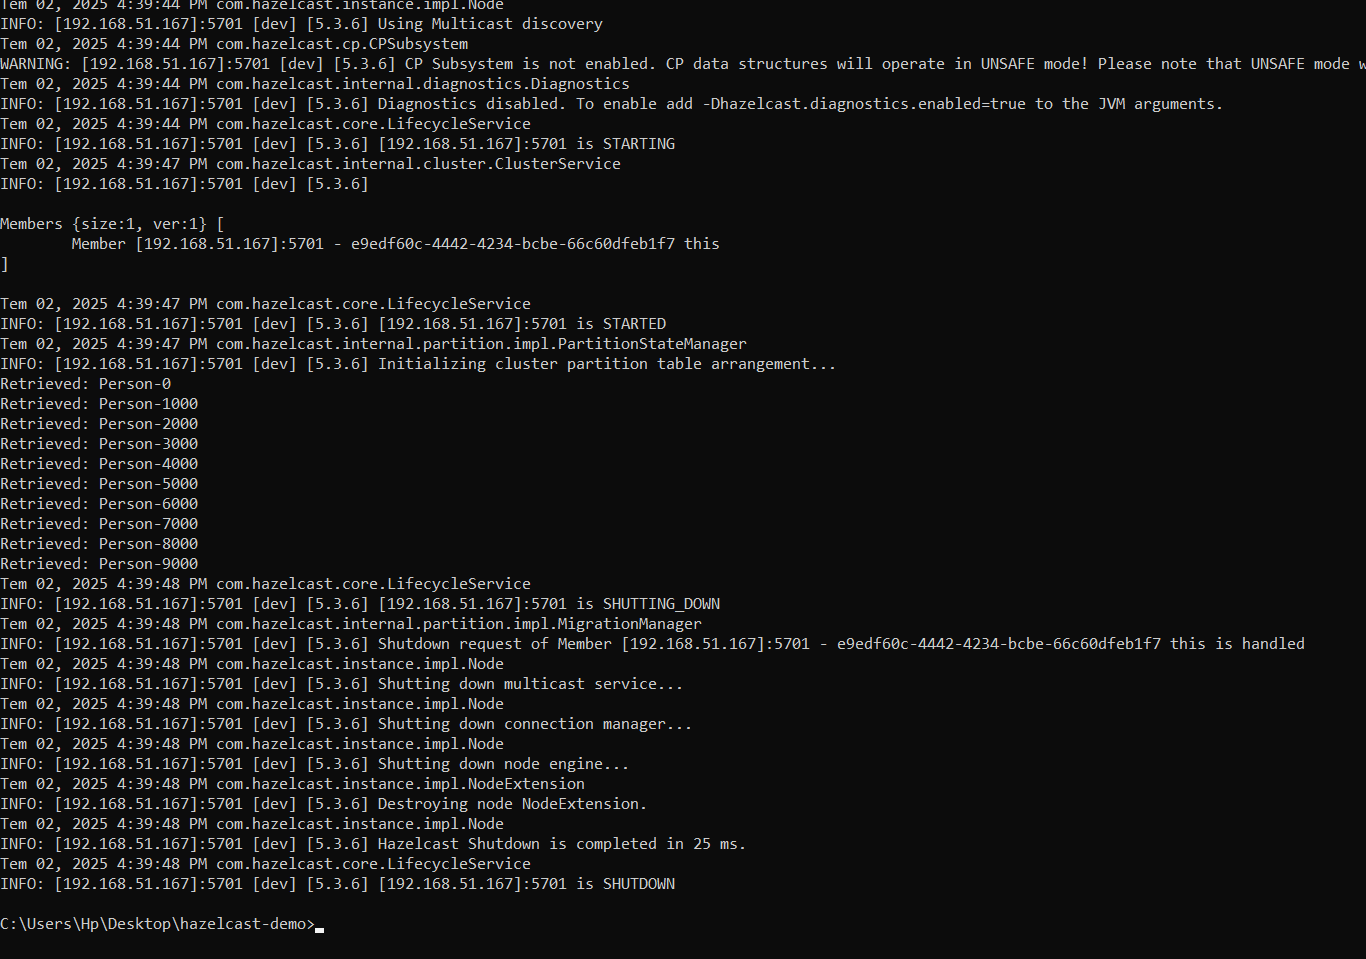 Tem 02, 2025 4:39:44 PM com.hazelcast.instance.impl.Node
INFO: [192.168.51.167]:5701 [dev] [5.3.6] Using Multicast discovery
Tem 02, 2025 4:39:44 PM com.hazelcast.cp.CPSubsystem
WARNING: [192.168.51.167]:5701 [dev] [5.3.6] CP Subsystem is not enabled. CP data structures will operate in UNSAFE mode! Please note that UNSAFE mode w
Tem 02, 2025 4:39:44 PM com.hazelcast.internal.diagnostics.Diagnostics
INFO: [192.168.51.167]:5701 [dev] [5.3.6] Diagnostics disabled. To enable add -Dhazelcast.diagnostics.enabled=true to the JVM arguments.
Tem 02, 2025 4:39:44 PM com.hazelcast.core.LifecycleService
INFO: [192.168.51.167]:5701 [dev] [5.3.6] [192.168.51.167]:5701 is STARTING
Tem 02, 2025 4:39:47 PM com.hazelcast.internal.cluster.ClusterService
INFO: [192.168.51.167]:5701 [dev] [5.3.6]
Members {size:1, ver:1} [
Member [192.168.51.167]:5701 - e9edf60c-4442-4234-bcbe-66c60dfeb1f7 this
]
Tem 02, 2025 4:39:47 PM com.hazelcast.core.LifecycleService
INFO: [192.168.51.167]:5701 [dev] [5.3.6] [192.168.51.167]:5701 is STARTED
Tem 02, 2025 4:39:47 PM com.hazelcast.internal.partition.impl.PartitionStateManager
INFO: [192.168.51.167]:5701 [dev] [5.3.6] Initializing cluster partition table arrangement...
Retrieved: Person-0
Retrieved: Person-1000
Retrieved: Person-2000
Retrieved: Person-3000
Retrieved: Person-4000
Retrieved: Person-5000
Retrieved: Person-6000
Retrieved: Person-7000
Retrieved: Person-8000
Retrieved: Person-9000
Tem 02, 2025 4:39:48 PM com.hazelcast.core.LifecycleService
INFO: [192.168.51.167]:5701 [dev] [5.3.6] [192.168.51.167]:5701 is SHUTTING_DOWN
Tem 02, 2025 4:39:48 PM com.hazelcast.internal.partition.impl.MigrationManager
INFO: [192.168.51.167]:5701 [dev] [5.3.6] Shutdown request of Member [192.168.51.167]:5701 - e9edf60c-4442-4234-bcbe-66c60dfeb1f7 this is handled
Tem 02, 2025 4:39:48 PM com.hazelcast.instance.impl.Node
INFO: [192.168.51.167]:5701 [dev] [5.3.6] Shutting down multicast service...
Tem 02, 2025 4:39:48 PM com.hazelcast.instance.impl.Node
INFO: [192.168.51.167]:5701 [dev] [5.3.6] Shutting down connection manager...
Tem 02, 2025 4:39:48 PM com.hazelcast.instance.impl.Node
INFO: [192.168.51.167]:5701 [dev] [5.3.6] Shutting down node engine...
Tem 02, 2025 4:39:48 PM com.hazelcast.instance.impl.NodeExtension
INFO: [192.168.51.167]:5701 [dev] [5.3.6] Destroying node NodeExtension.
Tem 02, 2025 4:39:48 PM com.hazelcast.instance.impl.Node
INFO: [192.168.51.167]:5701 [dev] [5.3.6] Hazelcast Shutdown is completed in 25 ms.
Tem 02, 2025 4:39:48 PM com.hazelcast.core.LifecycleService
INFO: [192.168.51.167]:5701 [dev] [5.3.6] [192.168.51.167]:5701 is SHUTDOWN
C:\Users\Hp\Desktop\hazelcast-demo>